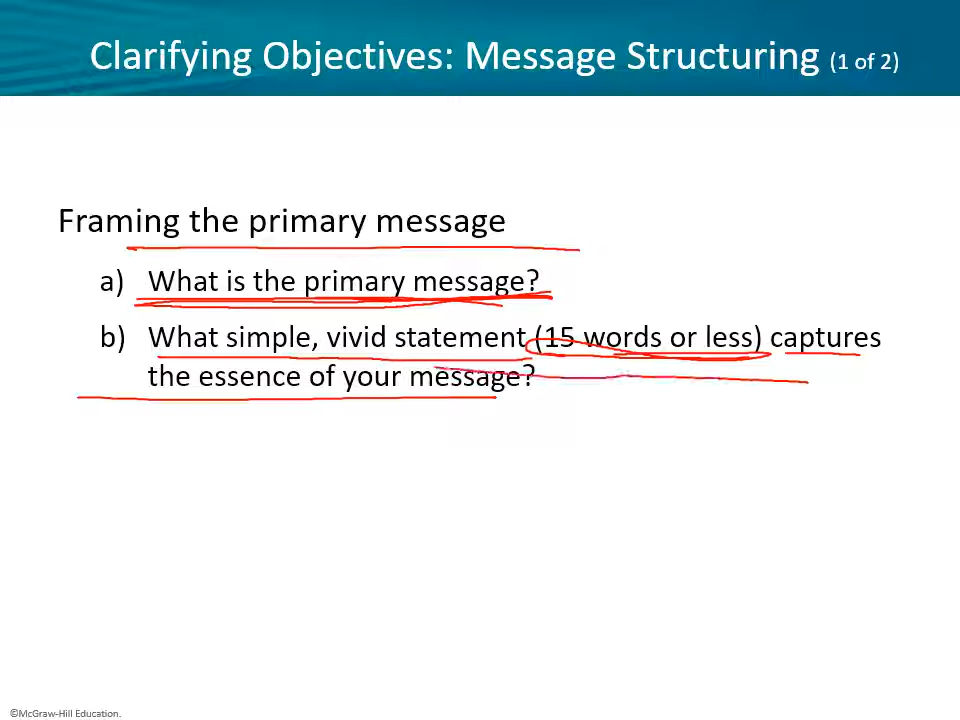 Clarifying Objectives: Message Structuring (1 of 2)
Framing the primary message
a) What is the primary message?
b) What simple, vivid statement (15 words or less) captures
the essence of your message?
©McGraw-Hill Education.